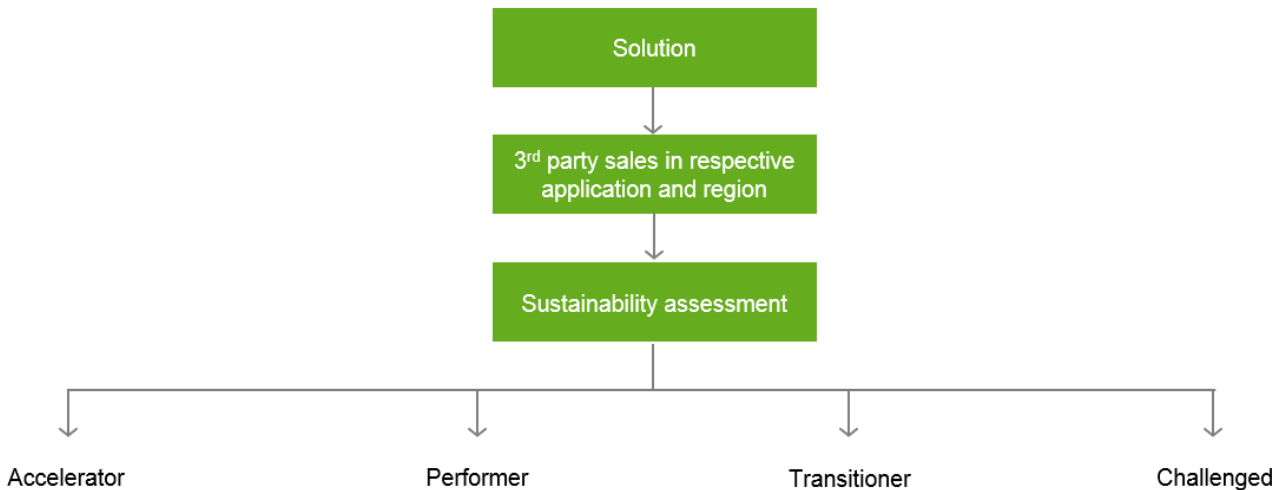 Solution
3rd party sales in respective
application and region
Sustainability assessment
Accelerator
Performer
Transitioner
Challenged